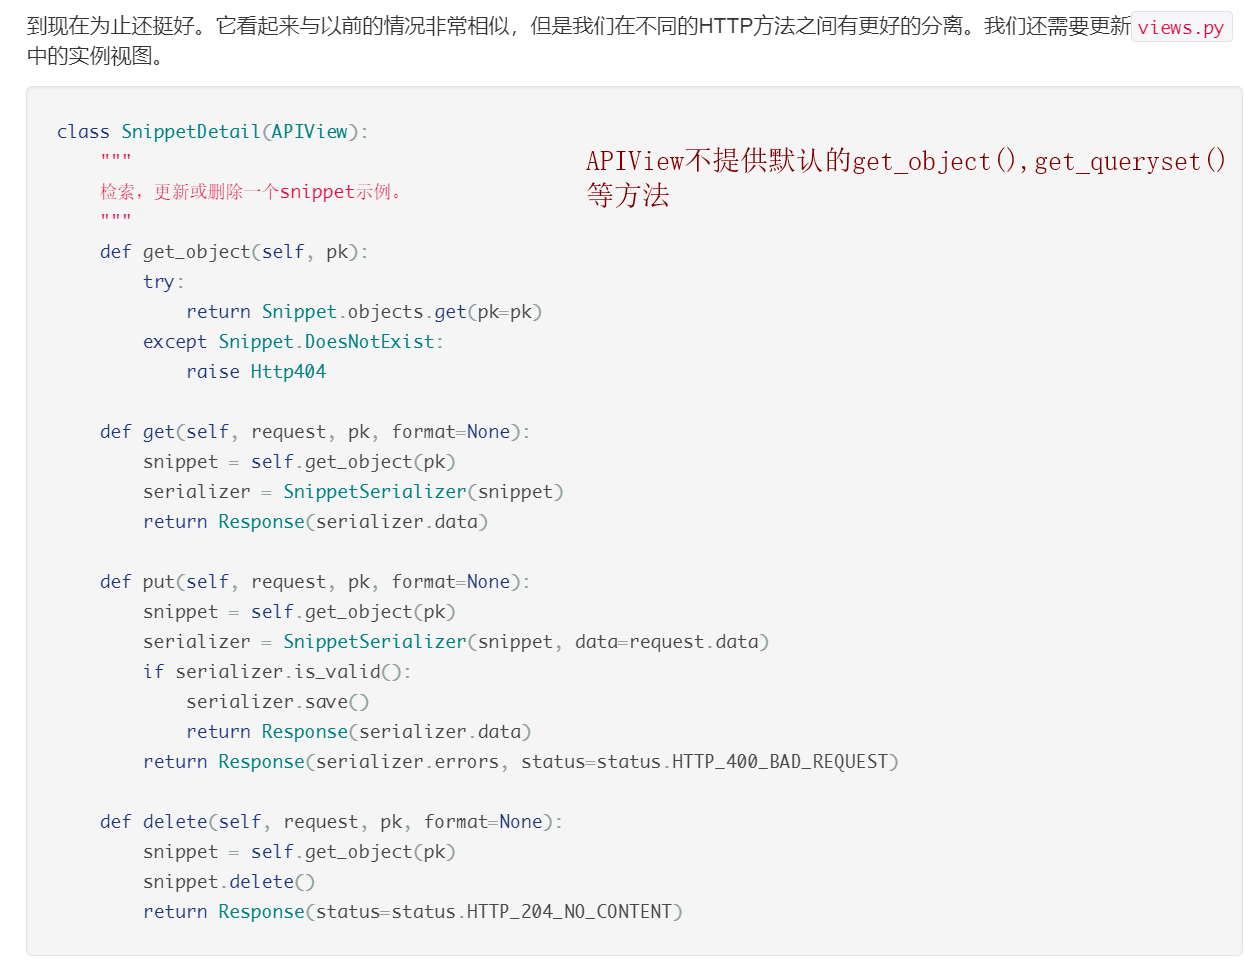 到现在为止还挺好。它看起来与以前的情况非常相似，但是我们在不同的HTTP方法之间有更好的分离。我们还需要更新views.py
中的实例视图。
class SnippetDetail(APIView):
    """
    检索，更新或删除一个snippet示例。
    """
APIView不提供默认的get_object(),get_queryset()
等方法
    def get_object(self, pk):
        try:
            return Snippet.objects.get(pk=pk)
        except Snippet.DoesNotExist:
            raise Http404

    def get(self, request, pk, format=None):
        snippet = self.get_object(pk)
        serializer = SnippetSerializer(snippet)
        return Response(serializer.data)

    def put(self, request, pk, format=None):
        snippet = self.get_object(pk)
        serializer = SnippetSerializer(snippet, data=request.data)
        if serializer.is_valid():
            serializer.save()
            return Response(serializer.data)
        return Response(serializer.errors, status=status.HTTP_400_BAD_REQUEST)

    def delete(self, request, pk, format=None):
        snippet = self.get_object(pk)
        snippet.delete()
        return Response(status=status.HTTP_204_NO_CONTENT)